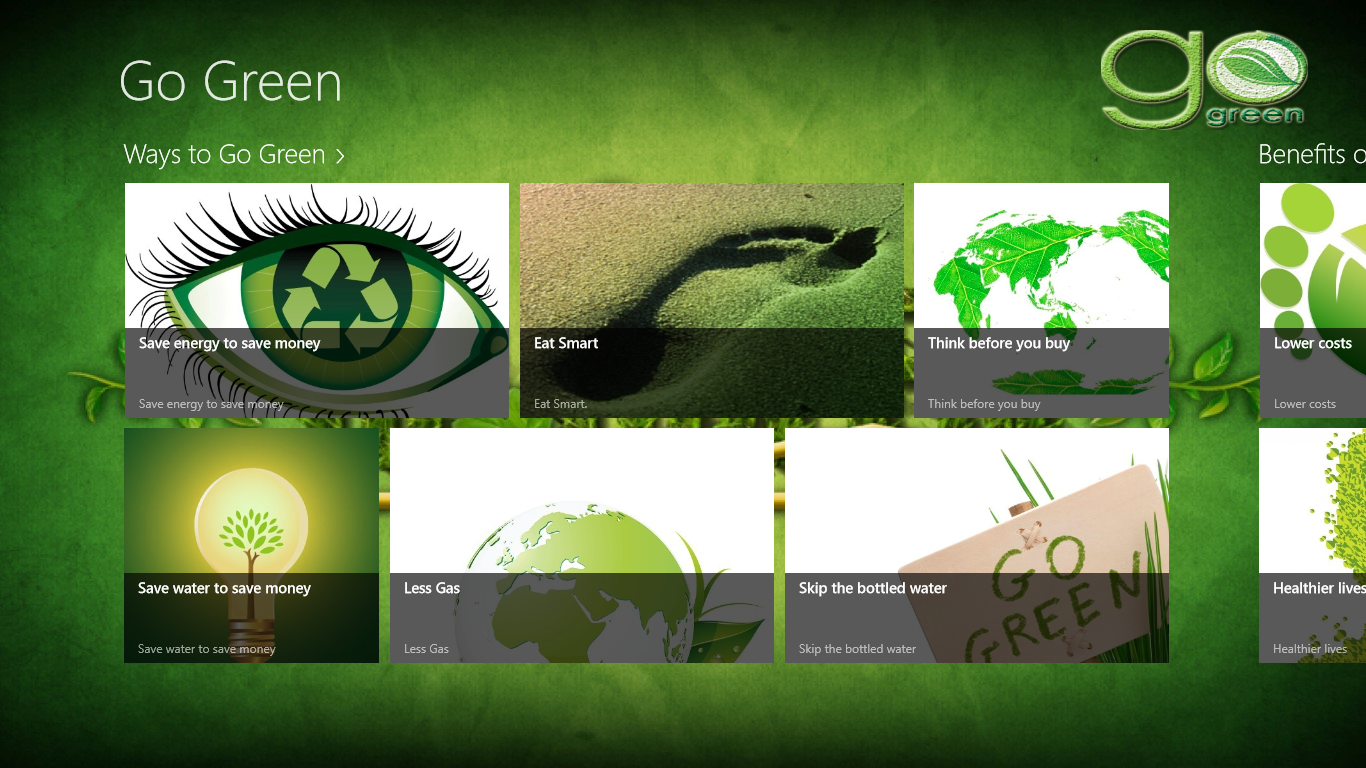 Go Green
go
green
Ways to Go Green >
Save energy to save money
Save energy to save money
Eat Smart
Eat Smart.
Think before you buy
Think before you buy
Save water to save money
Save water to save money
Less Gas
Less Gas
Skip the bottled water
Skip the bottled water
GO
GREEN
Benefits o
Lower costs
Lower costs
Healthier lives
Healthier lives